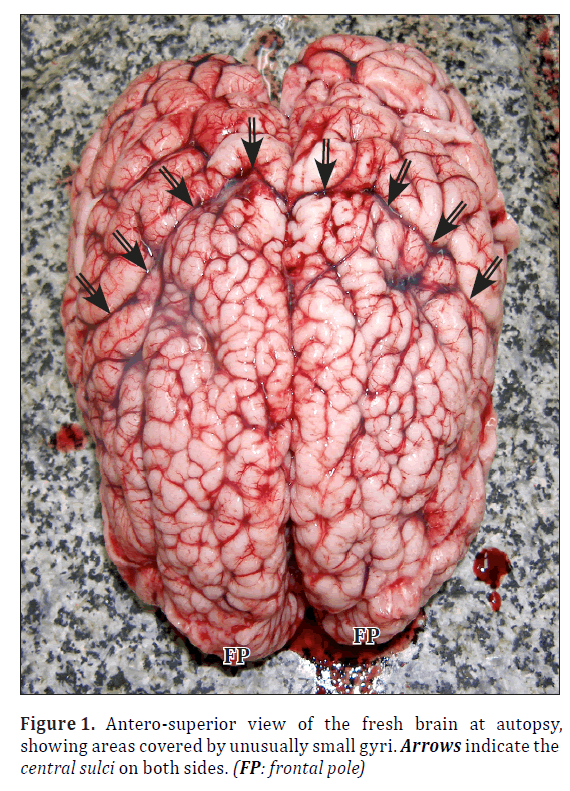 FP
FP
Figure 1. Antero-superior view of the fresh brain at autopsy,
showing areas covered by unusually small gyri. Arrows indicate the
central sulci on both sides. (FP: frontal pole)